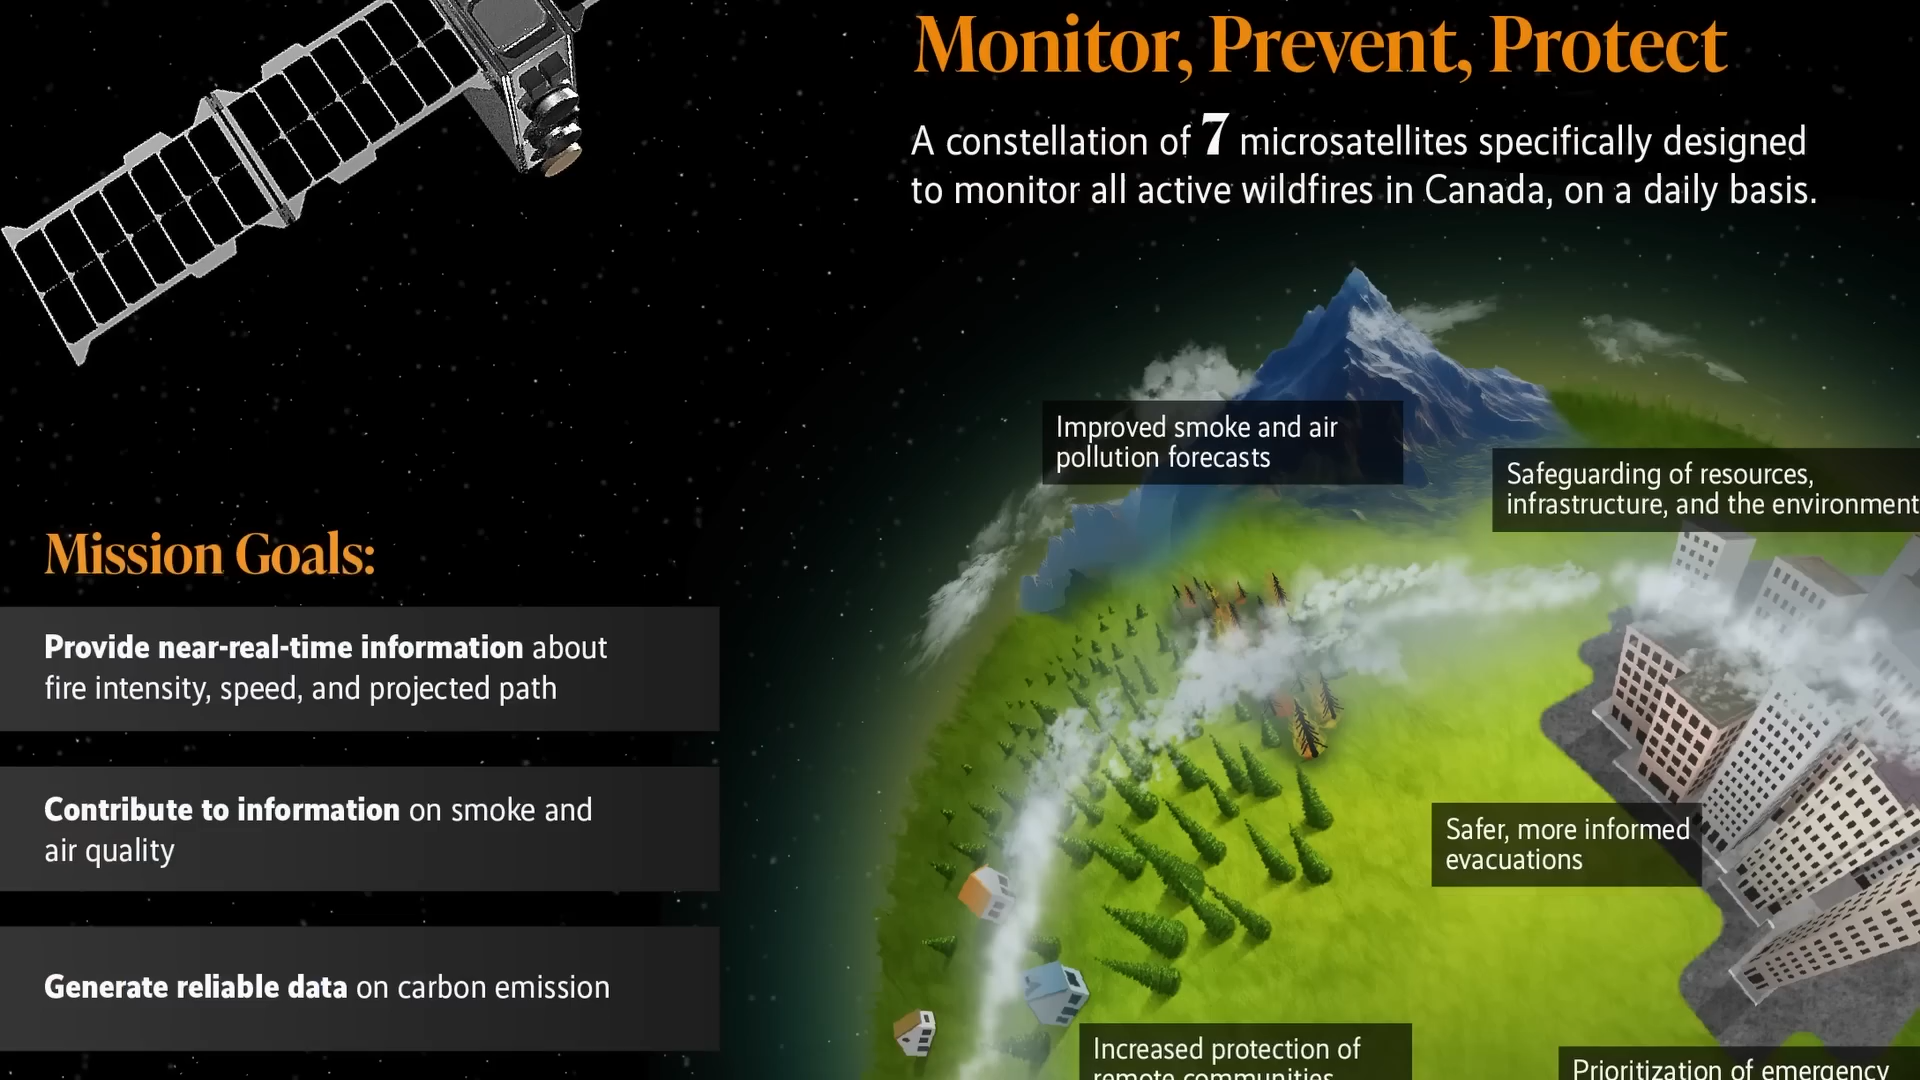 Monitor, Prevent, Protect
A constellation of 7 microsatellites specifically designed
to monitor all active wildfires in Canada, on a daily basis.
Improved smoke and air
pollution forecasts
Safeguarding of resources,
infrastructure, and the environment
Mission Goals:
Provide near-real-time information about
fire intensity, speed, and projected path
Contribute to information on smoke and
air quality
Generate reliable data on carbon emission
Safer, more informed
evacuations
Increased protection of
remote communities
Prioritization of emergency